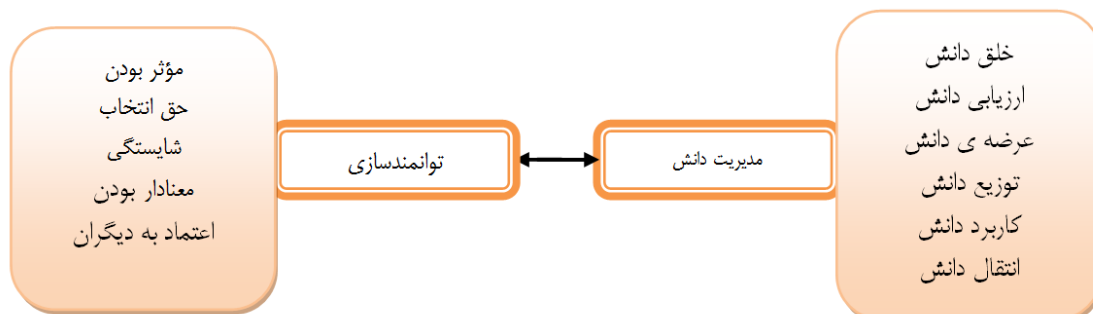 خلق دانش
ارزیابی دانش
عرضه ی دانش
توزیع دانش
کاربرد دانش
انتقال دانش
مدیریت دانش
توانمندسازی
مؤثر بودن
حق انتخاب
شایستگی
معنادار بودن
اعتماد به دیگران